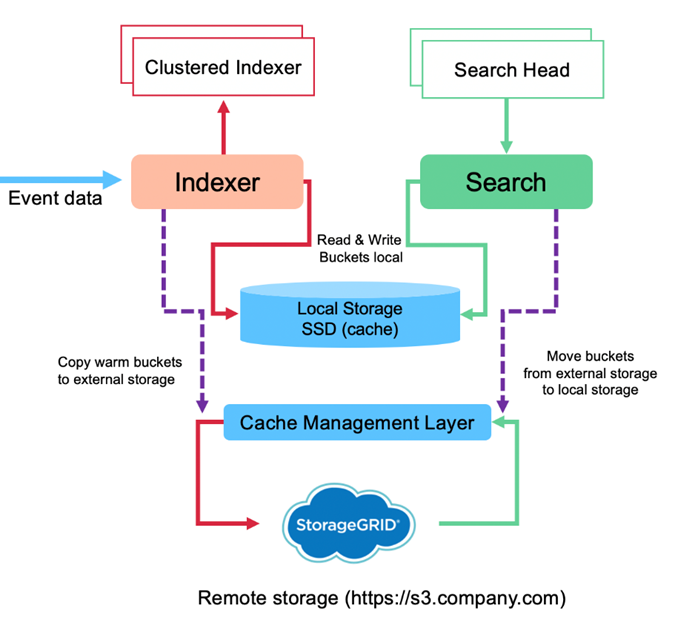 Clustered Indexer
Search Head
Indexer
Search
Event data
Read & Write
Buckets local
Local Storage
SSD (cache)
Copy warm buckets
to external storage
Move buckets
from external storage
to local storage
Cache Management Layer
StorageGRID®
Remote storage (https://s3.company.com)